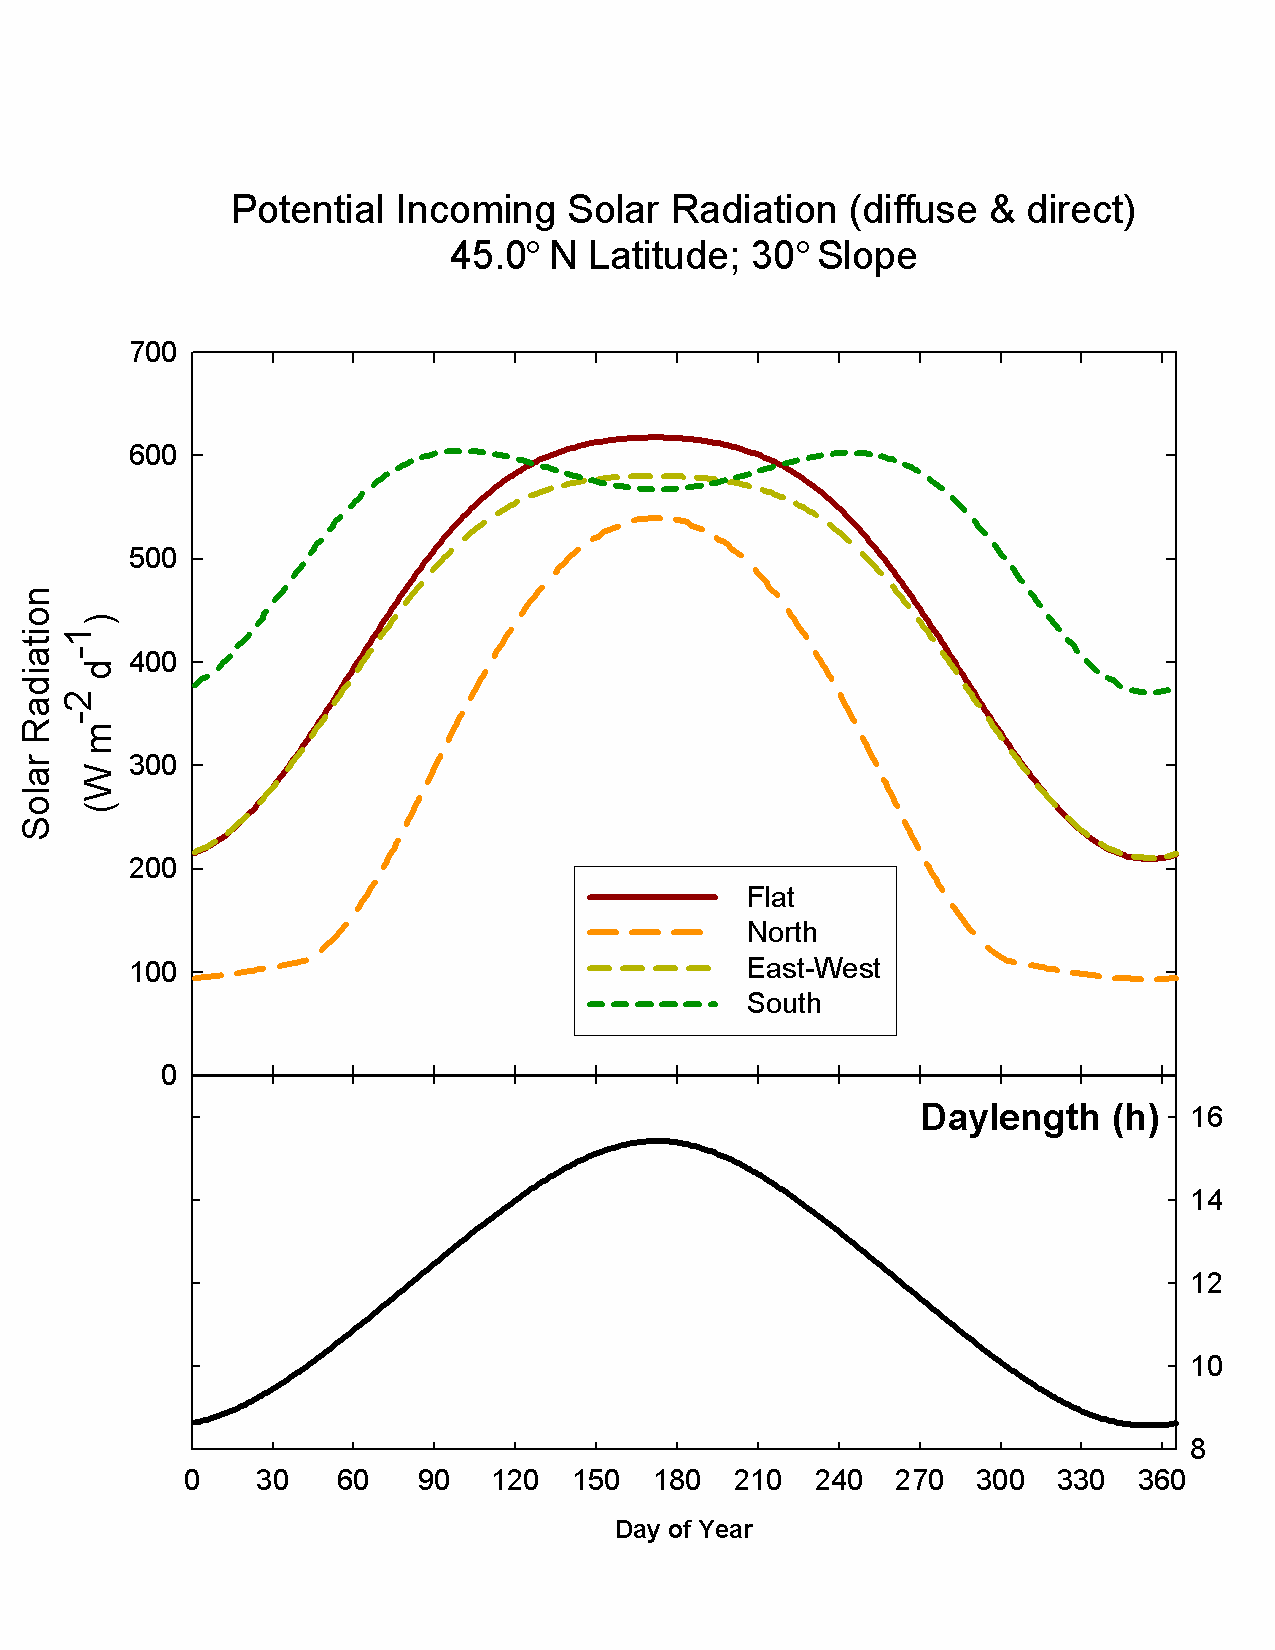 Potential Incoming Solar Radiation (diffuse & direct)
45.0° N Latitude; 30° Slope
Solar Radiation
(W m-2 d-1)
700
600
500
400
300
200
100
0
Flat
North
East-West
South
Daylength (h)
16
14
12
10
8
0 30 60 90 120 150 180 210 240 270 300 330 360
Day of Year